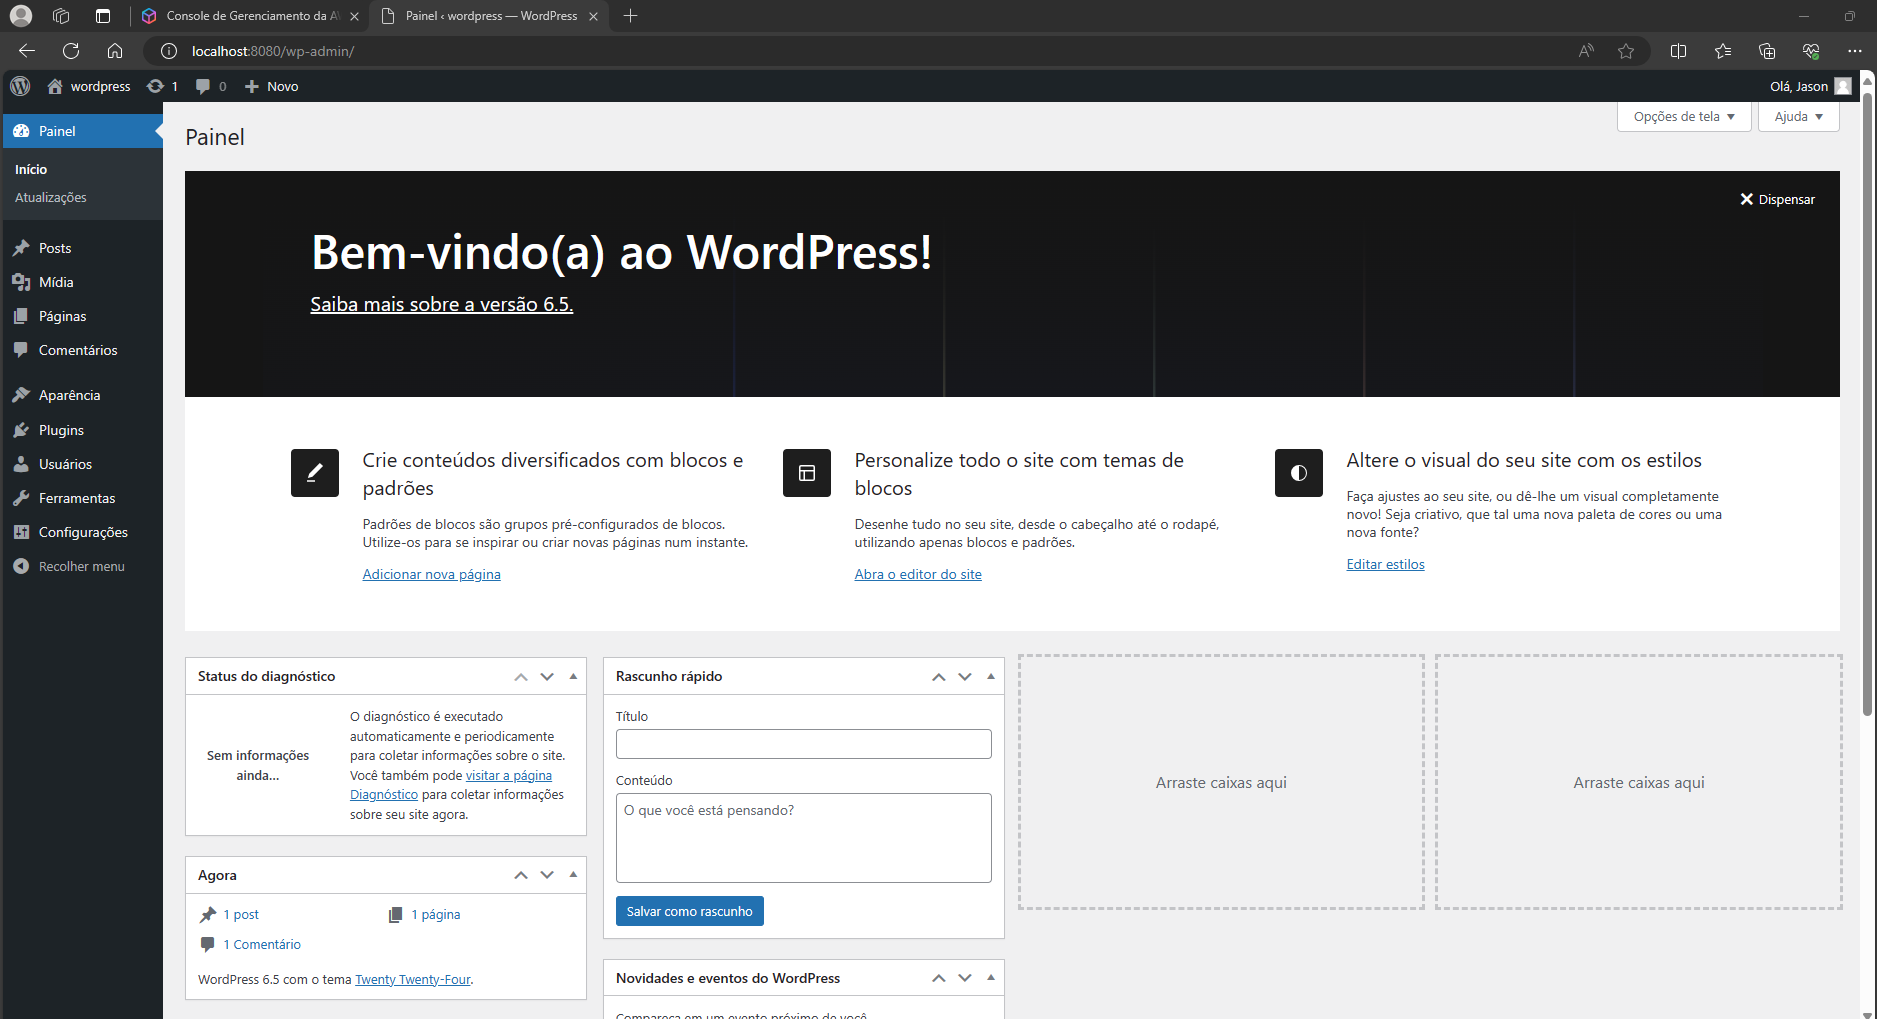 Console de Gerenciamento da A
Painel ‹ wordpress — WordPress
localhost:8080/wp-admin/
wordpress
1
0
Novo
Olá, Jason
Painel
Início
Atualizações
Posts
Mídia
Páginas
Comentários
Aparência
Plugins
Usuários
Ferramentas
Configurações
Recolher menu
Painel
Opções de tela
Ajuda
Dispensar
Bem-vindo(a) ao WordPress!
Saiba mais sobre a versão 6.5.
Crie conteúdos diversificados com blocos e
padrões
Padrões de blocos são grupos pré-configurados de blocos.
Utilize-os para se inspirar ou criar novas páginas num instante.
Adicionar nova página
Personalize todo o site com temas de
blocos
Desenhe tudo no seu site, desde o cabeçalho até o rodapé,
utilizando apenas blocos e padrões.
Abra o editor do site
Altere o visual do seu site com os estilos
Faça ajustes ao seu site, ou dê-lhe um visual completamente
novo! Seja criativo, que tal uma nova paleta de cores ou uma
nova fonte?
Editar estilos
Status do diagnóstico
Sem informações
ainda...
O diagnóstico é executado
automaticamente e periodicamente
para coletar informações sobre o site.
Você também pode visitar a página
Diagnóstico para coletar informações
sobre seu site agora.
Agora
1 post
1 página
1 Comentário
WordPress 6.5 com o tema Twenty Twenty-Four.
Rascunho rápido
Título
Conteúdo
O que você está pensando?
Salvar como rascunho
Novidades e eventos do WordPress
Compareça em um evento próximo de você
Arraste caixas aqui
Arraste caixas aqui